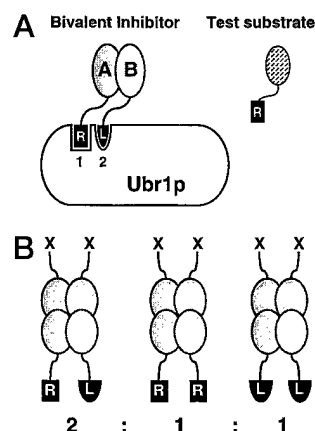 A Bivalent Inhibitor Test substrate
A B
R
R L
1 2
Ubr1p
B X X X X X X
R L R R L L
2 : 1 : 1